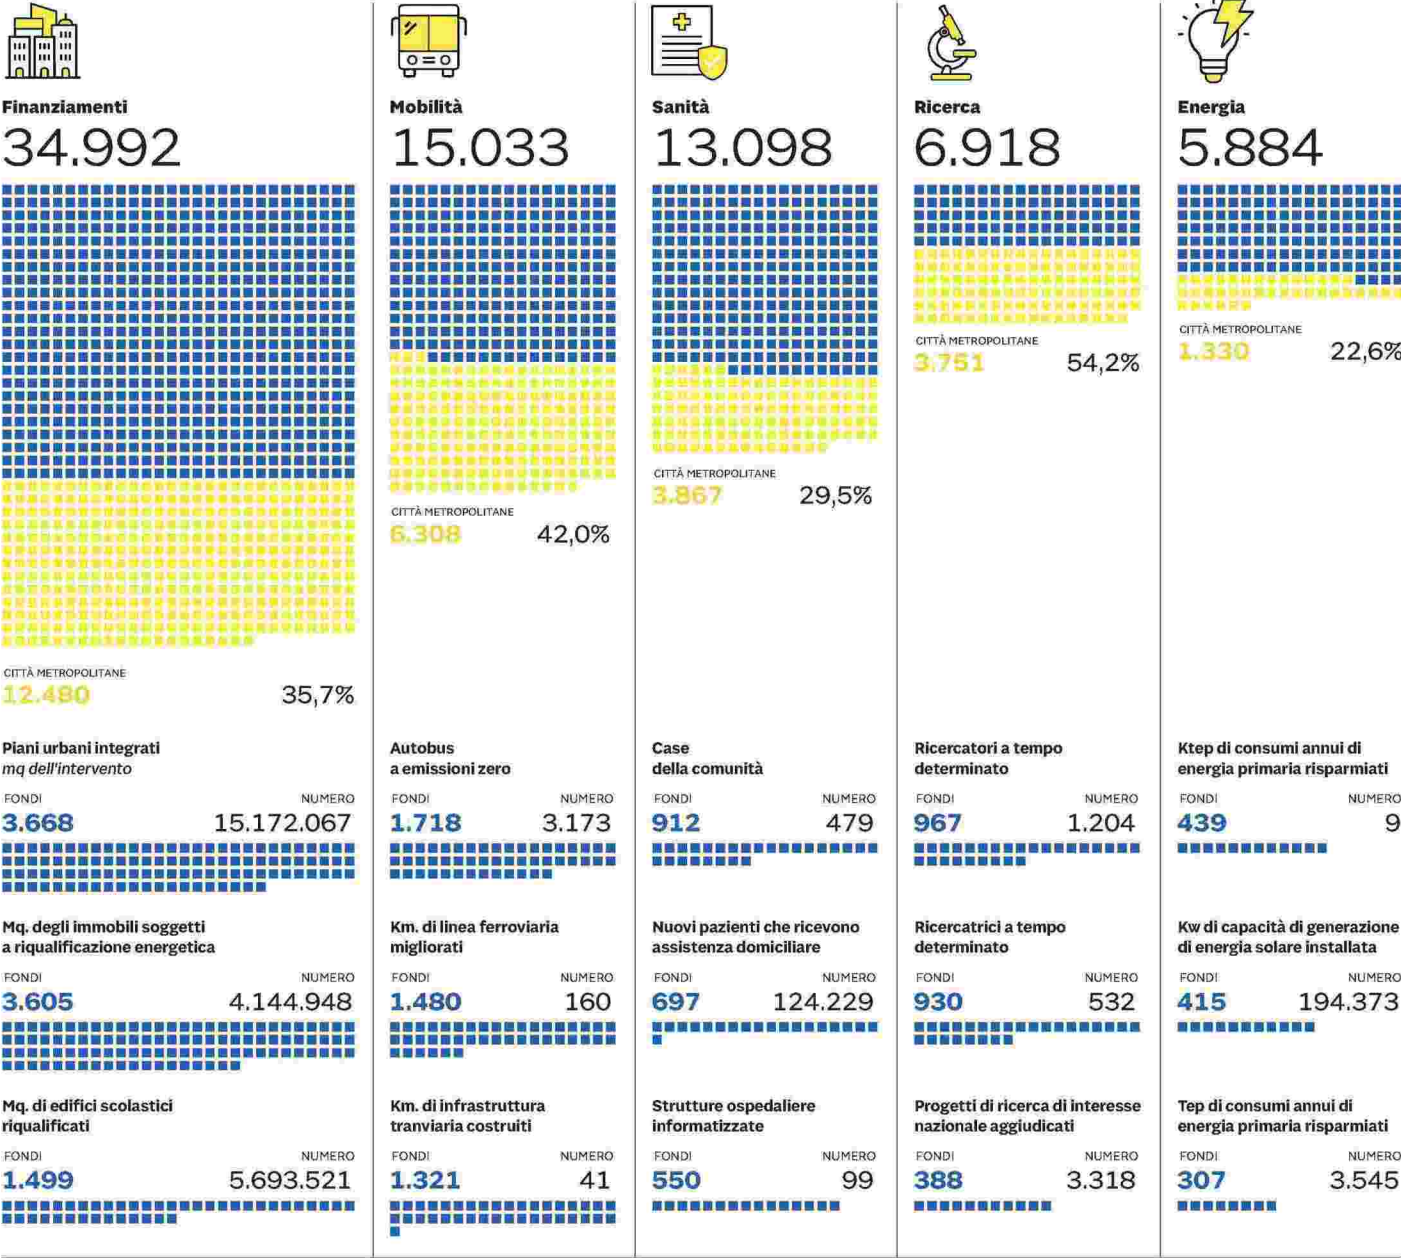 Finanziamenti
34.992
CITTÀ METROPOLITANE
12.480 35,7%
Piani urbani integrati
mq dell'intervento
FONDI NUMERO
3.668 15.172.067
Mq. degli immobili soggetti
a riqualificazione energetica
FONDI NUMERO
3.605 4.144.948
Mq. di edifici scolastici
riqualificati
FONDI NUMERO
1.499 5.693.521
Mobilità
15.033
CITTÀ METROPOLITANE
6.308 42,0%
Autobus
a emissioni zero
FONDI NUMERO
1.718 3.173
Km. di linea ferroviaria
migliorati
FONDI NUMERO
1.480 160
Km. di infrastruttura
tranviaria costruiti
FONDI NUMERO
1.321 41
Sanità
13.098
CITTÀ METROPOLITANE
3.867 29,5%
Case
della comunità
FONDI NUMERO
912 479
Nuovi pazienti che ricevono
assistenza domiciliare
FONDI NUMERO
697 124.229
Strutture ospedaliere
informatizzate
FONDI NUMERO
550 99
Ricerca
6.918
CITTÀ METROPOLITANE
3.751 54,2%
Ricercatori a tempo
determinato
FONDI NUMERO
967 1.204
Ricercatrici a tempo
determinato
FONDI NUMERO
930 532
Progetti di ricerca di interesse
nazionale aggiudicati
FONDI NUMERO
388 3.318
Energia
5.884
CITTÀ METROPOLITANE
1.330 22,6%
Ktep di consumi annui di
energia primaria risparmiati
FONDI NUMERO
439 9
Kw di capacità di generazione
di energia solare installata
FONDI NUMERO
415 194.373
Tep di consumi annui di
energia primaria risparmiati
FONDI NUMERO
307 3.545